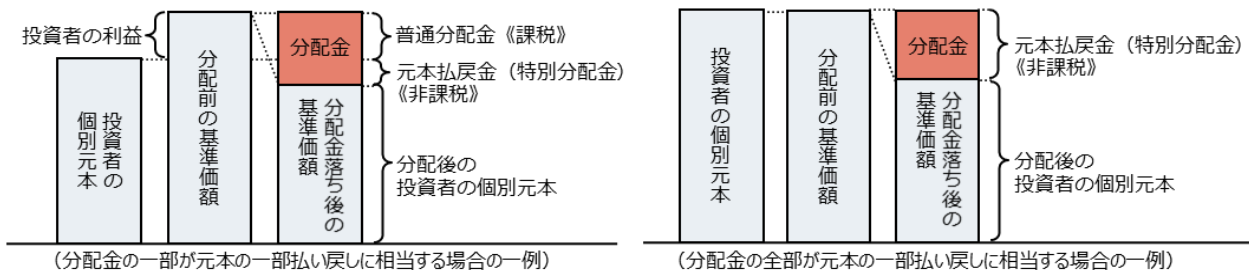 投資者の利益
投資者の
個別元本
分配前の基準価額
分配金
分配金落ち後の
基準価額
普通分配金《課税》
元本払戻金（特別分配金）
《非課税》
分配後の
投資者の個別元本
（分配金の一部が元本の一部払い戻しに相当する場合の一例）
投資者の個別元本
分配前の基準価額
分配金
分配金落ち後の
基準価額
元本払戻金（特別分配金）
《非課税》
分配後の
投資者の個別元本
（分配金の全部が元本の一部払い戻しに相当する場合の一例）